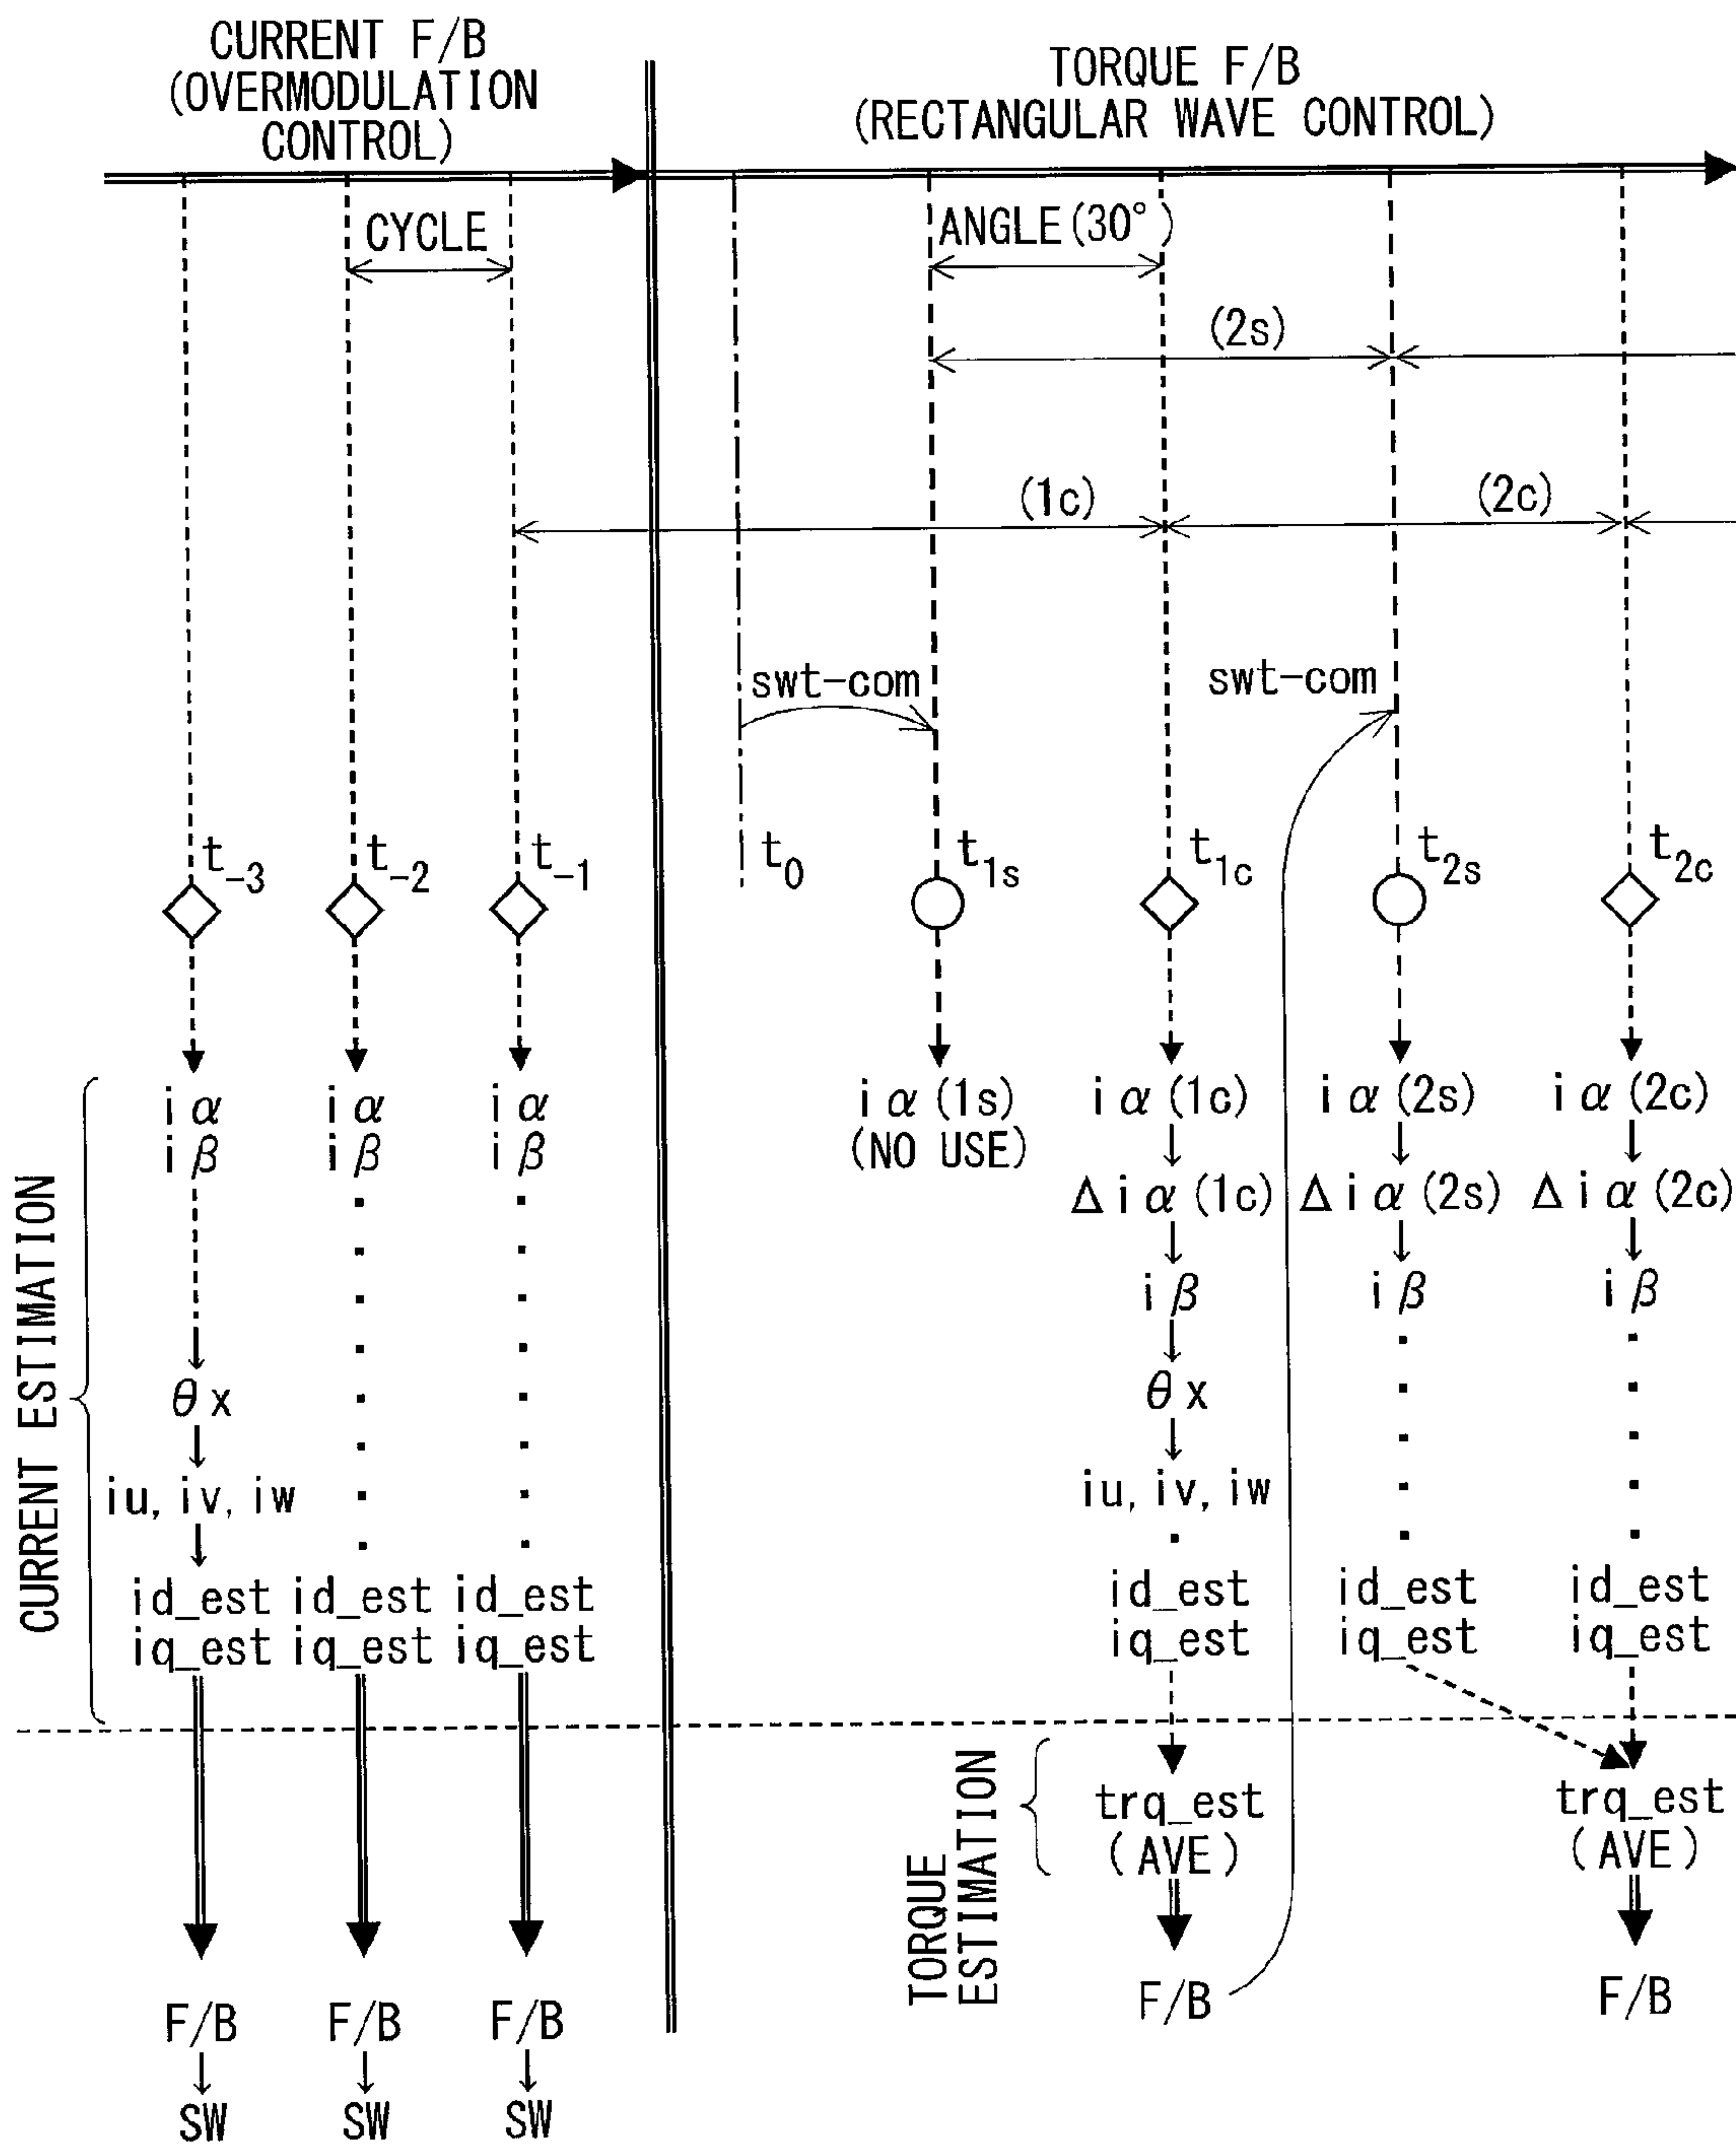 CURRENT F/B
(OVERMODULATION
CONTROL)
TORQUE F/B
(RECTANGULAR WAVE CONTROL)
CYCLE
ANGLE(30°)
(2s)
(1c)
(2c)
swt-com
swt-com
t-3
t-2
t-1
t0
t1s
t1c
t2s
t2c
CURRENT ESTIMATION
iα iα iα iα(1s) iα(1c) iα(2s) iα(2c)
iβ iβ iβ (NO USE)
Δiα(1c) Δiα(2s) Δiα(2c)
iβ iβ iβ
θx θx
iu, iv, iw iu, iv, iw
id_est id_est id_est id_est id_est id_est
iq_est iq_est iq_est iq_est iq_est iq_est
TORQUE
ESTIMATION
trq_est trq_est
(AVE) (AVE)
F/B F/B F/B F/B F/B
SW SW SW